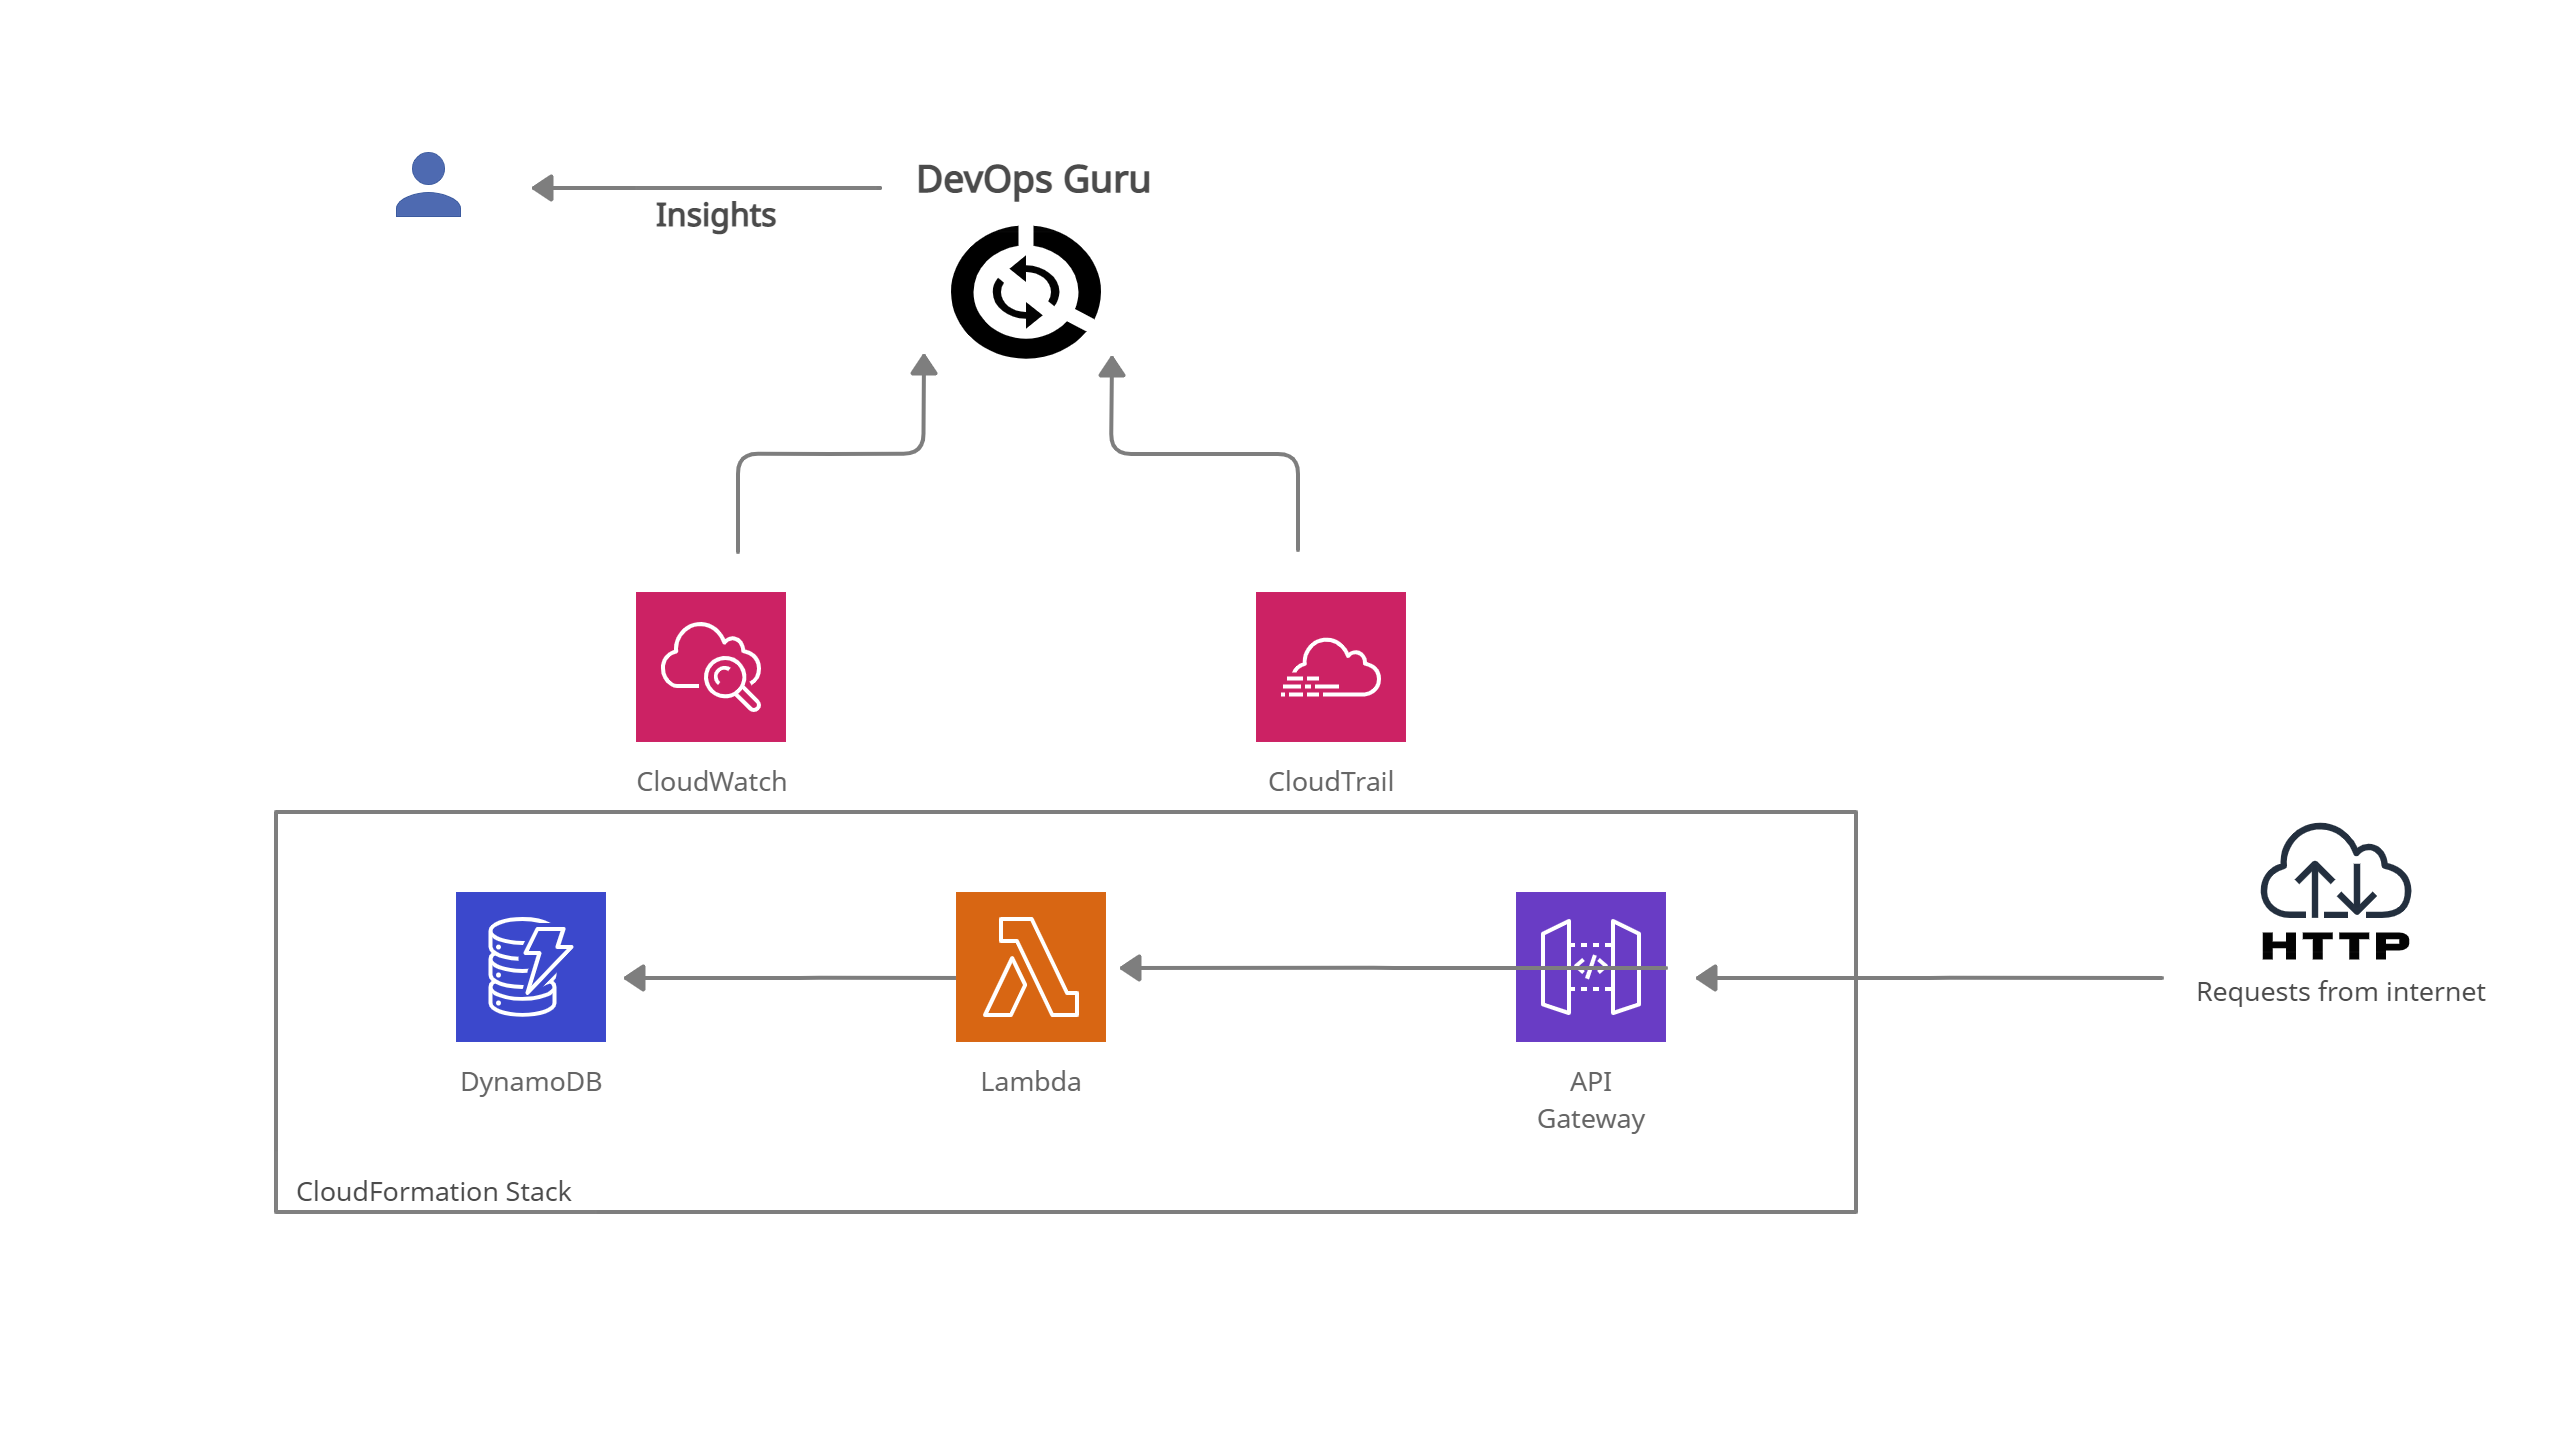 DevOps Guru
Insights
CloudWatch
CloudTrail
HTTP
Requests from internet
</>
DynamoDB
Lambda
API
Gateway
CloudFormation Stack